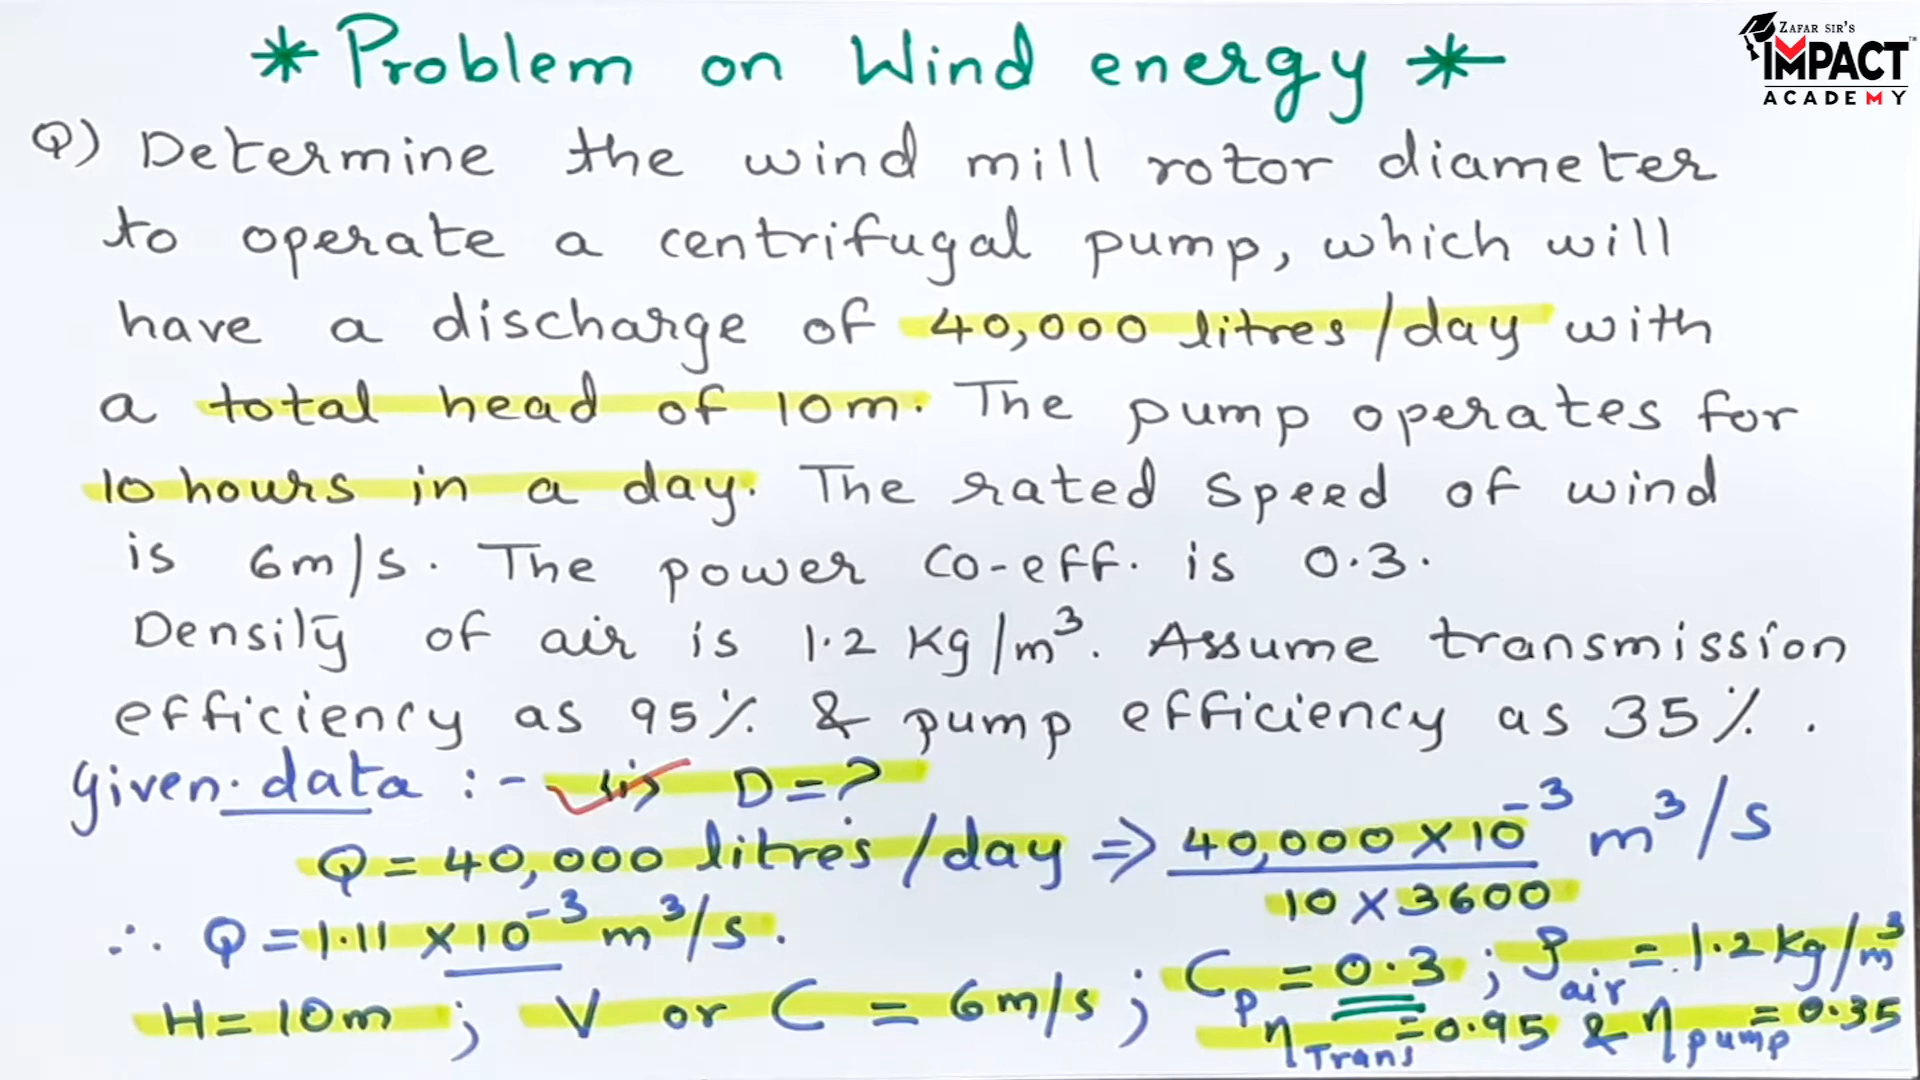 ZAFAR SIR'S
IMPACT™
ACADEMY
* Problem on Wind energy *
Q) Determine the wind mill rotor diameter
to operate a centrifugal pump, which will
have a discharge of 40,000 litres/day with
a total head of 10m. The pump operates for
10 hours in a day. The rated speed of wind
is 6m/s. The power co-eff. is 0.3.
Density of air is 1.2 Kg/m³. Assume transmission
efficiency as 95% & pump efficiency as 35%.
given data :- D=?
Q = 40,000 litres/day ⇒ 40,000 X 10⁻³ / 10 X 3600 m³/s
∴ Q = 1.11 X 10⁻³ m³/s.
H = 10m ; V or C = 6m/s ; Cp = 0.3 ; ρair = 1.2 Kg/m³
ηTrans = 0.95 & ηpump = 0.35